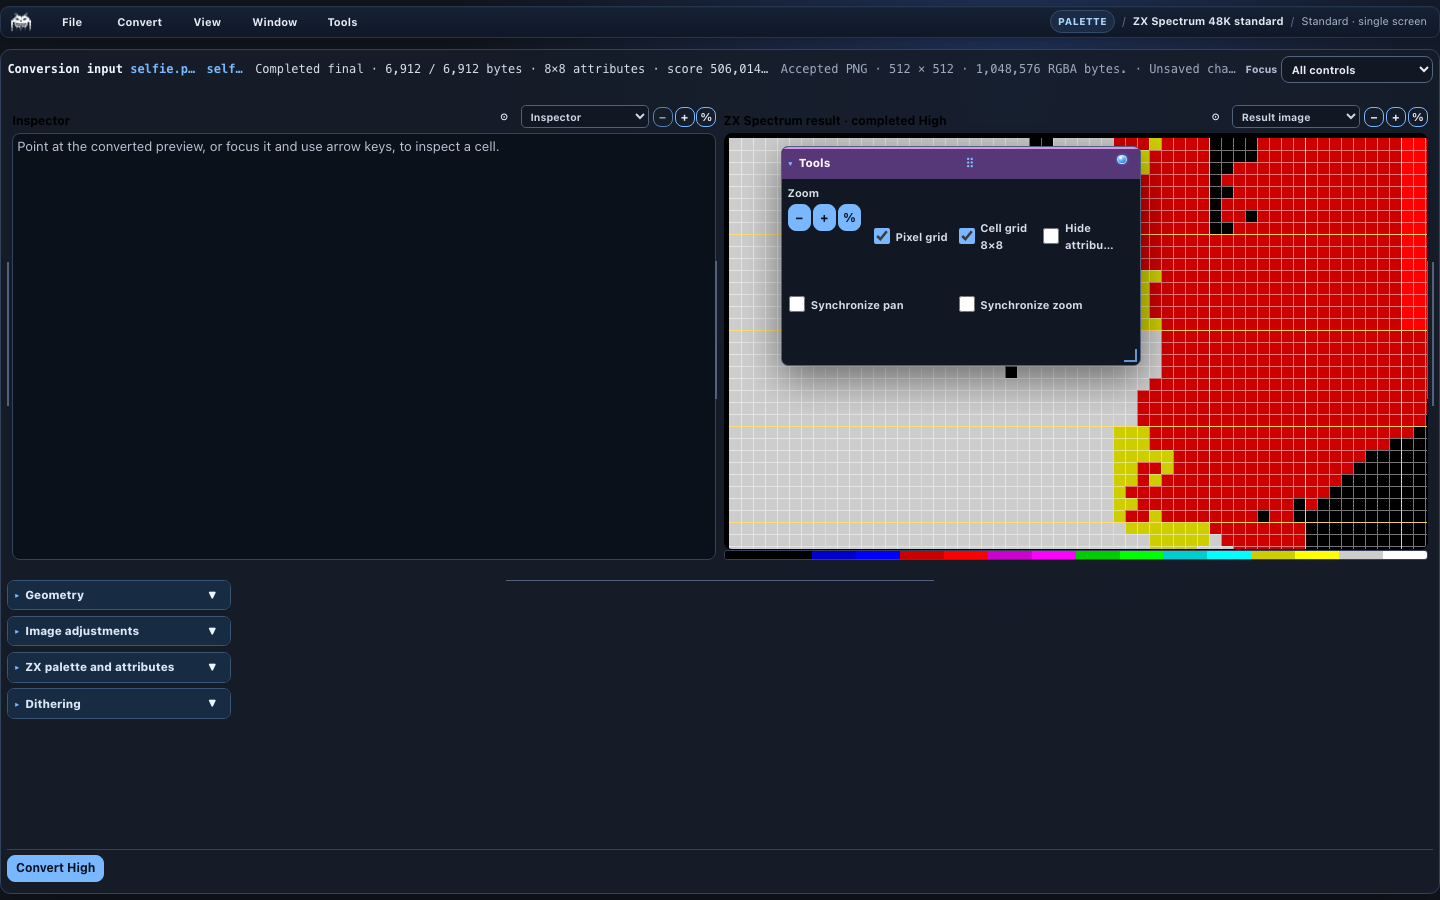 File Convert View Window Tools PALETTE / ZX Spectrum 48K standard / Standard · single screen
Conversion input selfie.p… self… Completed final · 6,912 / 6,912 bytes · 8×8 attributes · score 506,014… Accepted PNG · 512 × 512 · 1,048,576 RGBA bytes. · Unsaved cha… Focus All controls
Inspector Inspector − + %
ZX Spectrum result · completed High Result image − + %
Point at the converted preview, or focus it and use arrow keys, to inspect a cell.
Tools
Zoom
− + %
Pixel grid
Cell grid 8×8
Hide attribu…
Synchronize pan
Synchronize zoom
Geometry
Image adjustments
ZX palette and attributes
Dithering
Convert High